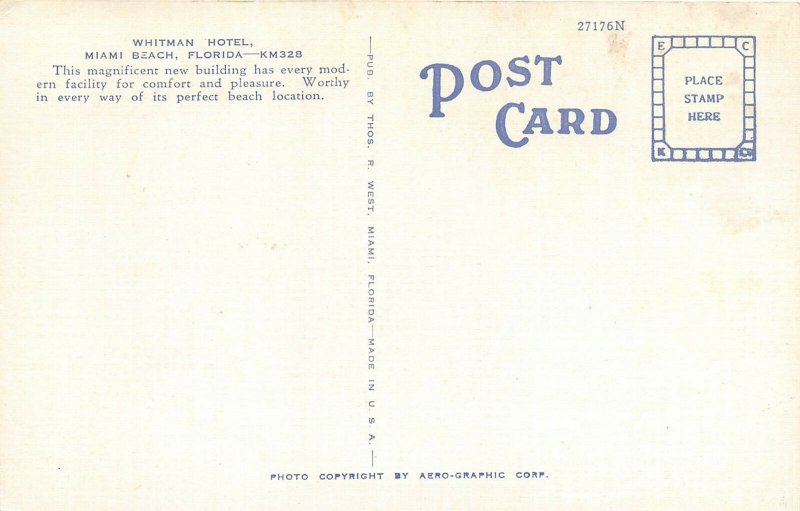 WHITMAN HOTEL,
MIAMI BEACH, FLORIDA—KM328
This magnificent new building has every mod-
ern facility for comfort and pleasure. Worthy
in every way of its perfect beach location.
—PUB. BY THOS. R. WEST, MIAMI, FLORIDA—MADE IN U. S. A.—
27176N
POST
CARD
E C
PLACE
STAMP
HERE
K Co
PHOTO COPYRIGHT BY AERO-GRAPHIC CORP.